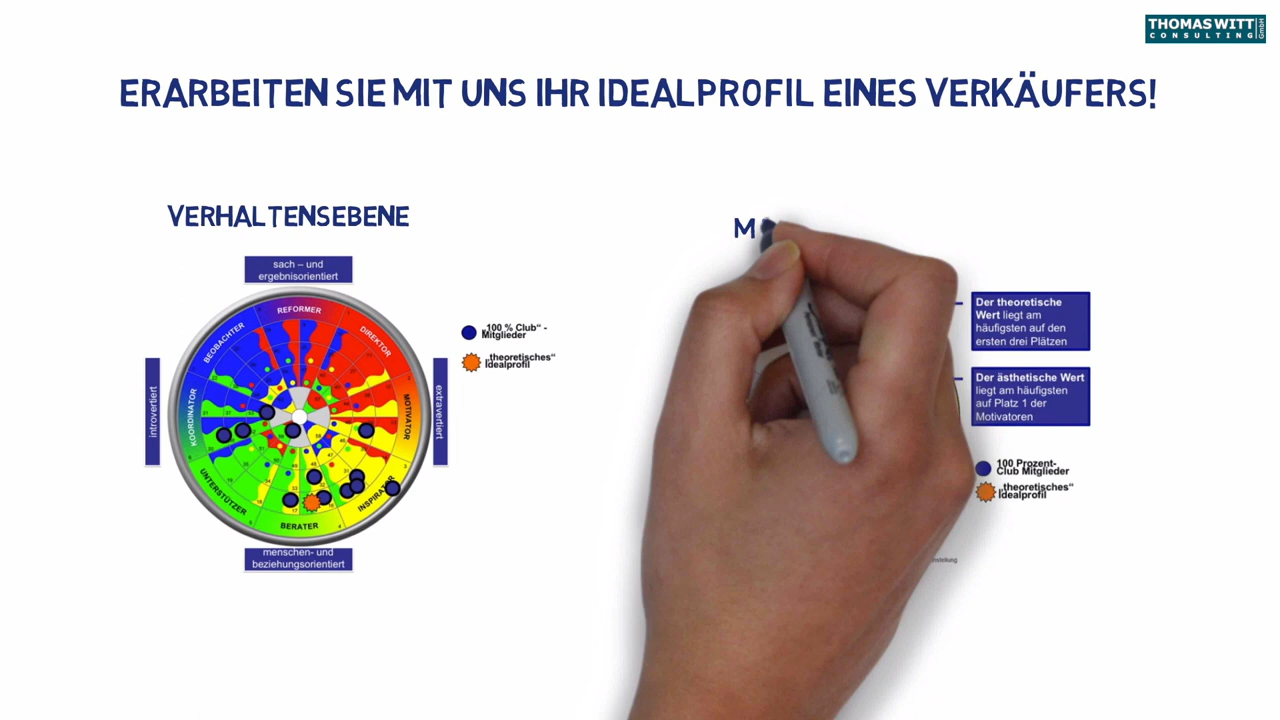 THOMAS WITT
CONSULTING
GmbH
ERARBEITEN SIE MIT UNS IHR IDEALPROFIL EINES VERKÄUFERS!
VERHALTENSEBENE
M
sach – und
ergebnisorientiert
introvertiert
extravertiert
REFORMER
DIREKTOR
MOTIVATOR
INSPIRATOR
BERATER
UNTERSTÜTZER
KOORDINATOR
BEOBACHTER
menschen- und
beziehungsorientiert
„100 % Club“ -
Mitglieder
„theoretisches“
Idealprofil
Der theoretische
Wert liegt am
häufigsten auf den
ersten drei Plätzen
Der ästhetische Wert
liegt am häufigsten
auf Platz 1 der
Motivatoren
100 Prozent-
Club Mitglieder
„theoretisches“
Idealprofil